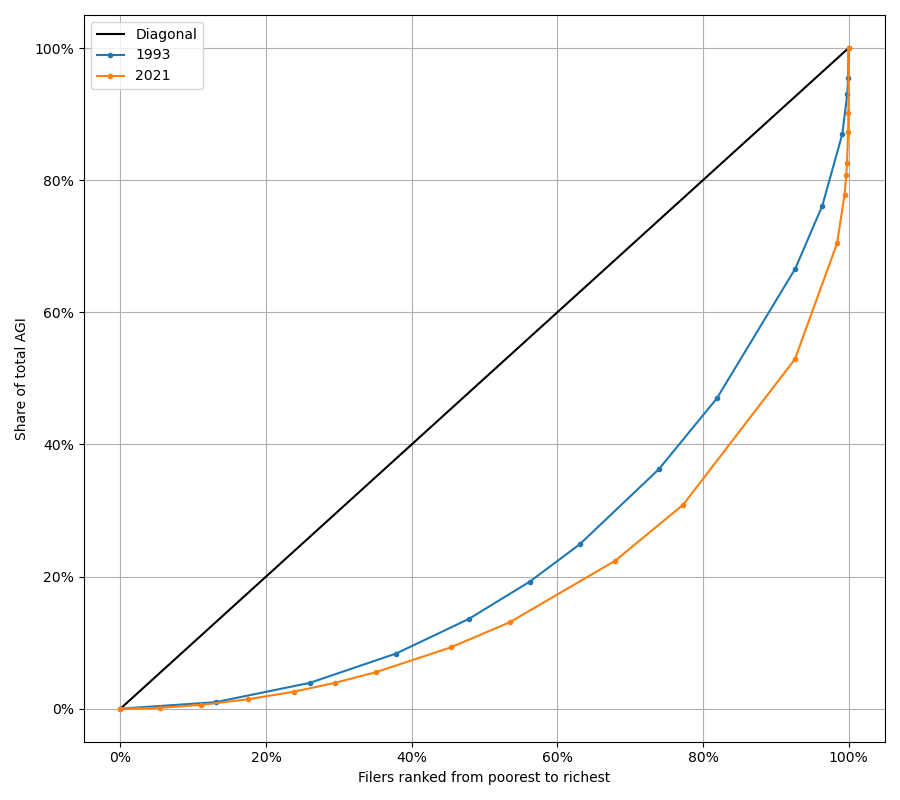 Diagonal
1993
2021
100%
80%
60%
40%
20%
0%
Share of total AGI
0% 20% 40% 60% 80% 100%
Filers ranked from poorest to richest